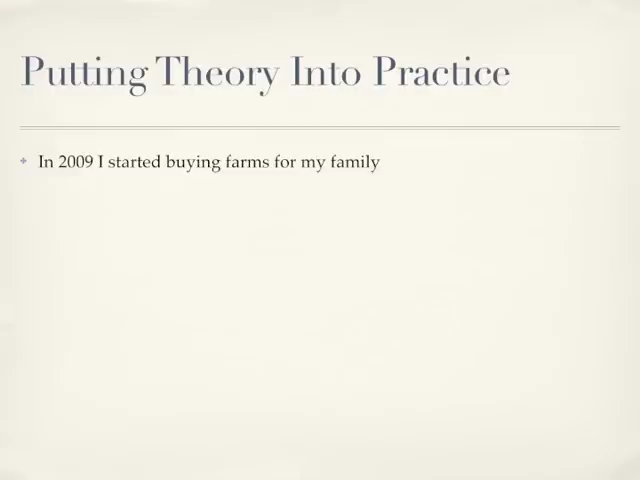 Putting Theory Into Practice
In 2009 I started buying farms for my family